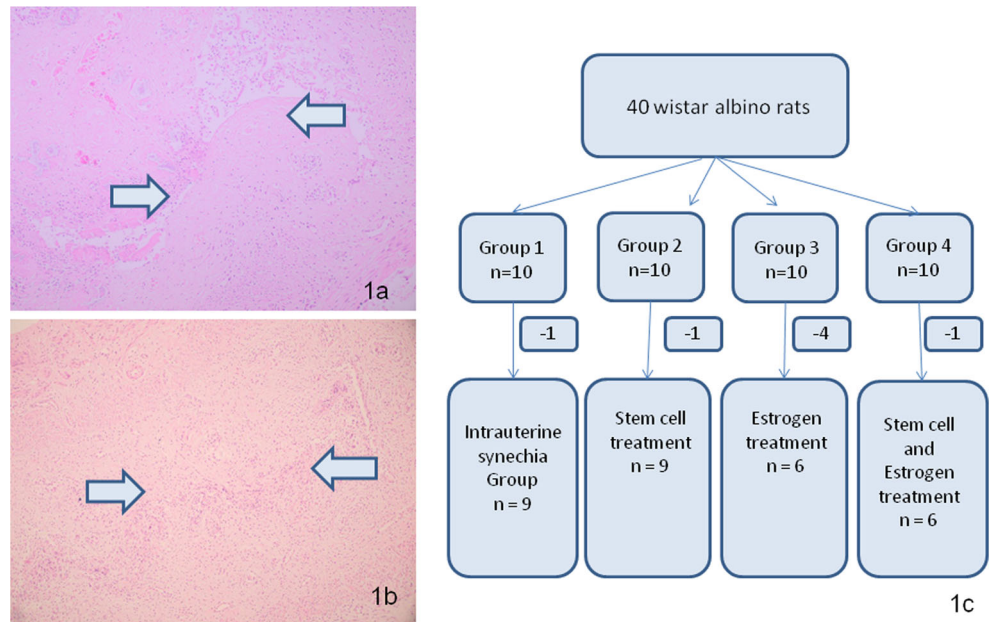 1a
1b
40 wistar albino rats
Group 1
n=10
Group 2
n=10
Group 3
n=10
Group 4
n=10
-1
-1
-4
-1
Intrauterine
synechia
Group
n = 9
Stem cell
treatment
n = 9
Estrogen
treatment
n = 6
Stem cell
and
Estrogen
treatment
n = 6
1c